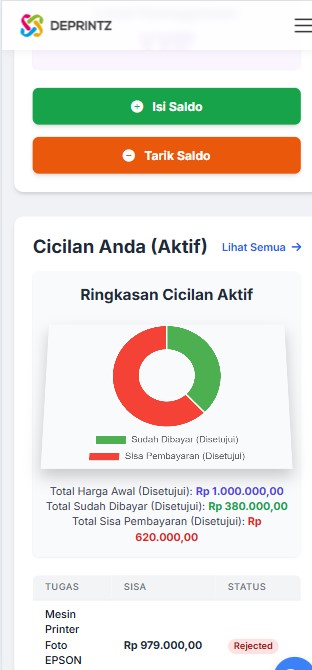 DEPRINTZ
VVIP
Isi Saldo
Tarik Saldo
Cicilan Anda (Aktif)
Lihat Semua →
Ringkasan Cicilan Aktif
Sudah Dibayar (Disetujui)
Sisa Pembayaran (Disetujui)
Total Harga Awal (Disetujui): Rp 1.000.000,00
Total Sudah Dibayar (Disetujui): Rp 380.000,00
Total Sisa Pembayaran (Disetujui): Rp
620.000,00
TUGAS SISA STATUS
Mesin
Printer
Foto
EPSON
Rp 979.000,00
Rejected